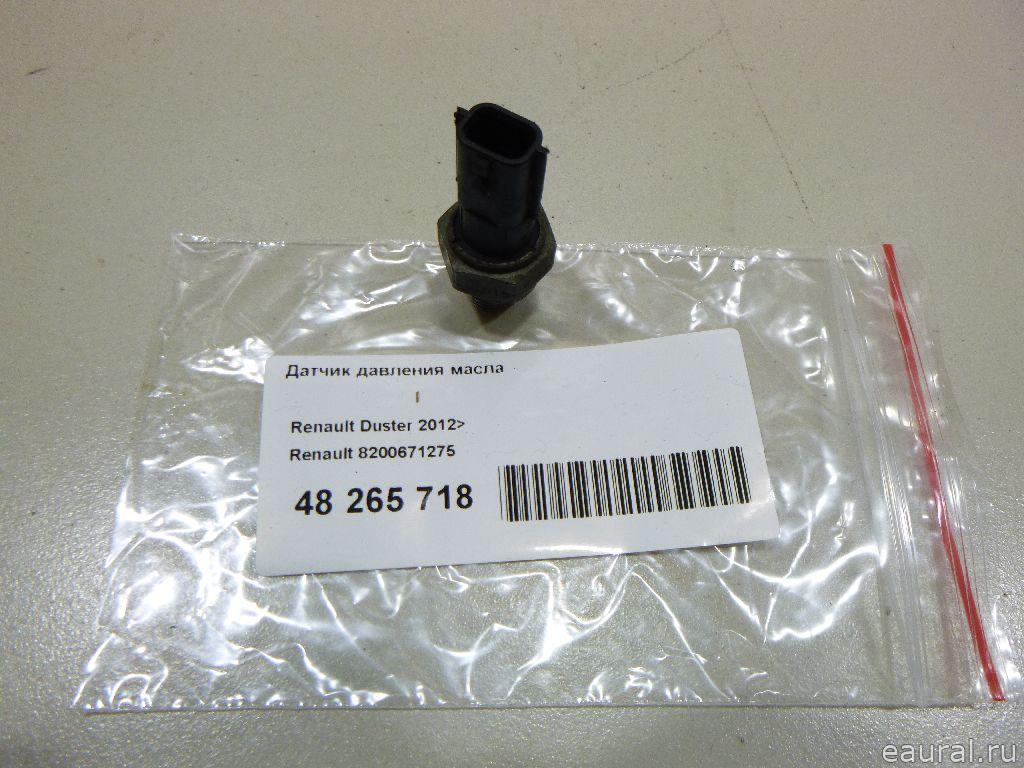 Датчик давления масла
Renault Duster 2012>
Renault 8200671275
48 265 718
eaural.ru